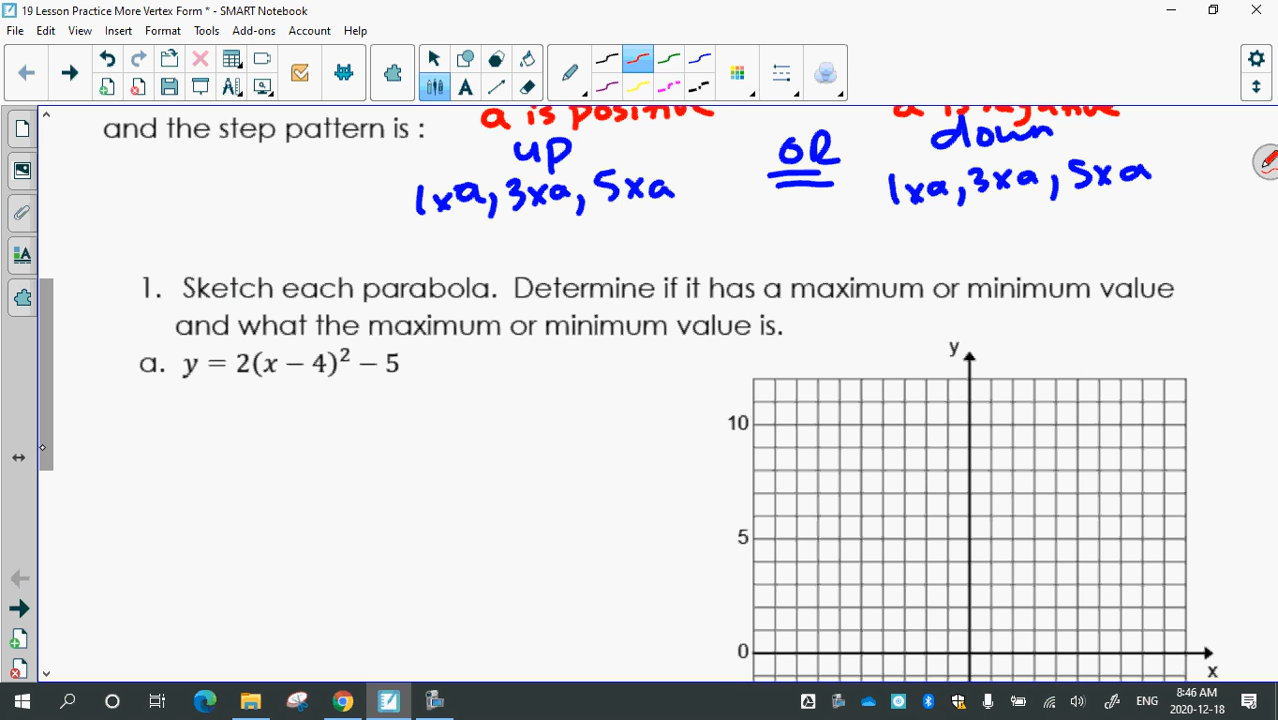 19 Lesson Practice More Vertex Form * - SMART Notebook
File Edit View Insert Format Tools Add-ons Account Help
a is positive
a is negative
and the step pattern is :
up
OR
down
1xa, 3xa, 5xa
1xa, 3xa, 5xa
1. Sketch each parabola. Determine if it has a maximum or minimum value
and what the maximum or minimum value is.
a. y = 2(x − 4)² − 5
y
10
5
0
x
ENG
8:46 AM
2020-12-18